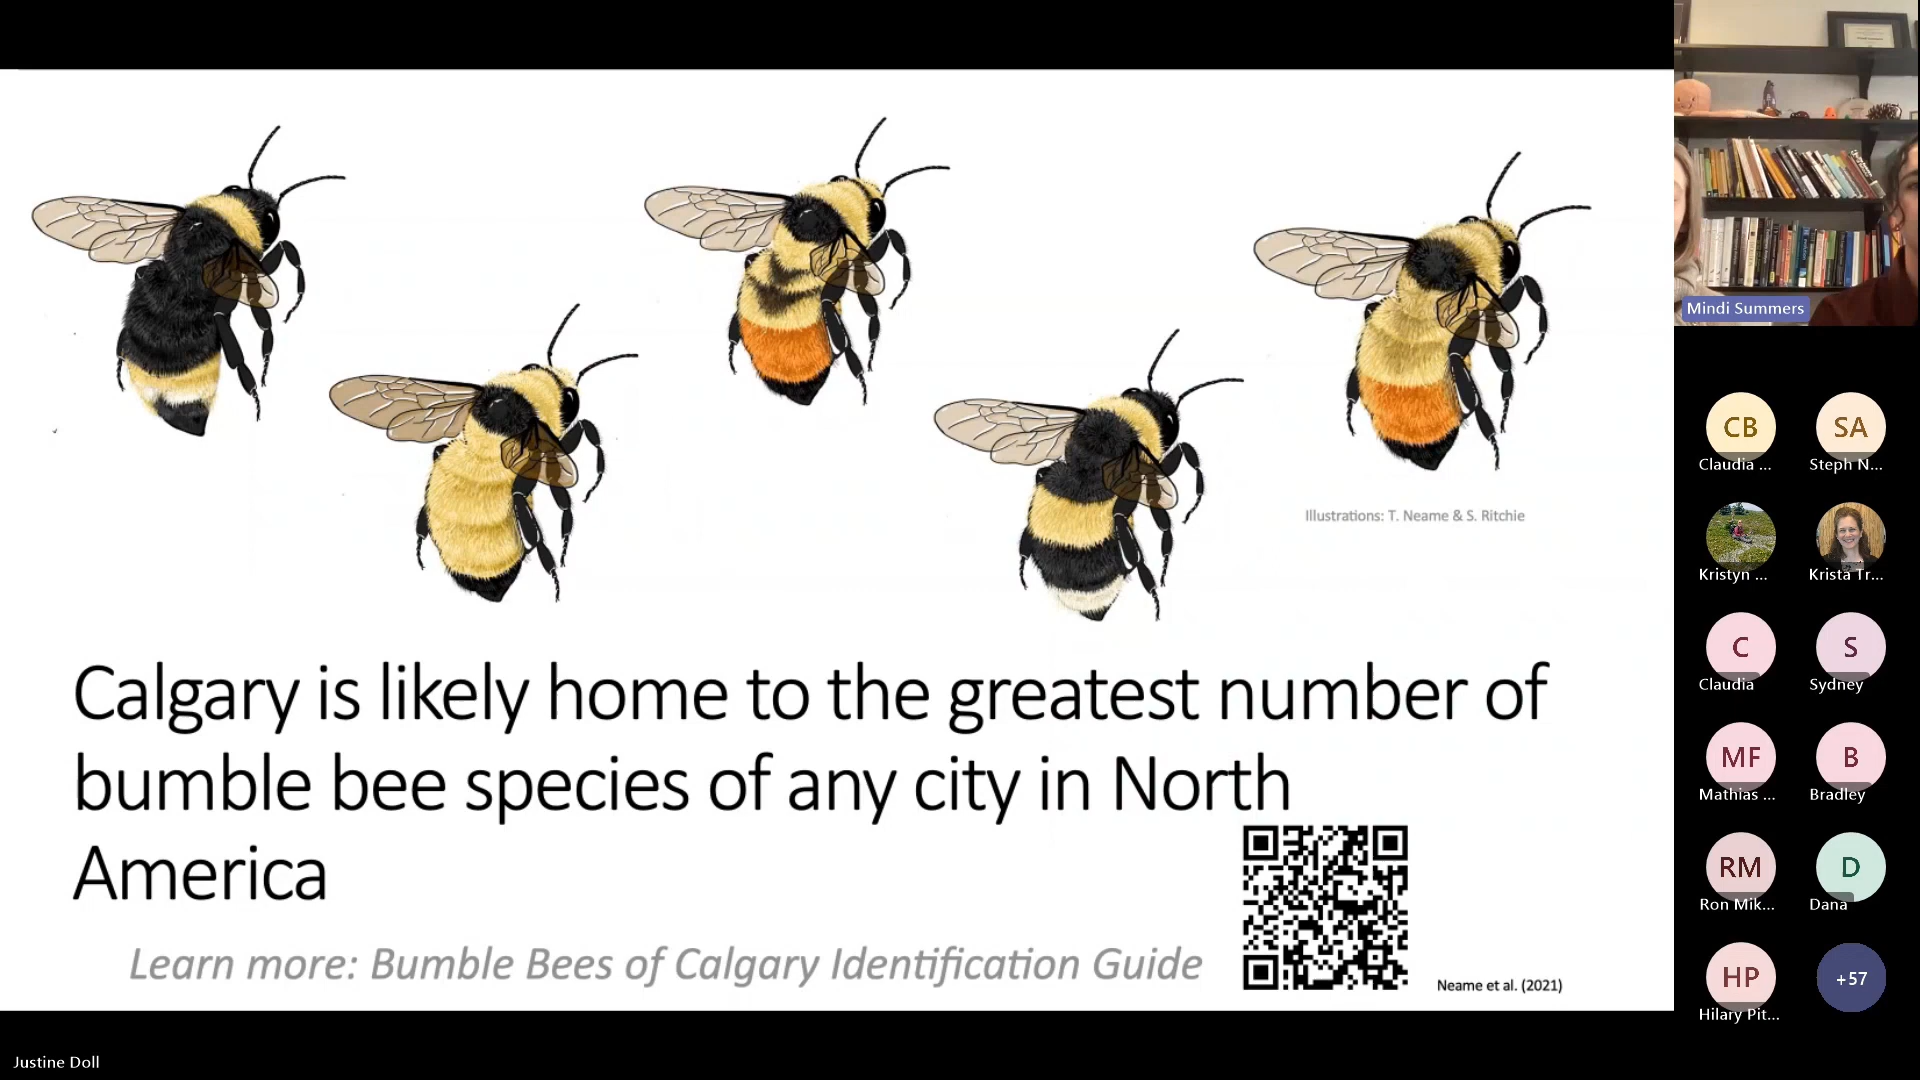 Illustrations: T. Neame & S. Ritchie
Calgary is likely home to the greatest number of
bumble bee species of any city in North
America
Learn more: Bumble Bees of Calgary Identification Guide
Neame et al. (2021)
Justine Doll
Mindi Summers
CB
SA
Claudia ...
Steph N...
Kristyn ...
Krista Tr...
C
S
Claudia
Sydney
MF
B
Mathias ...
Bradley
RM
D
Ron Mik...
Dana
HP
+57
Hilary Pit...